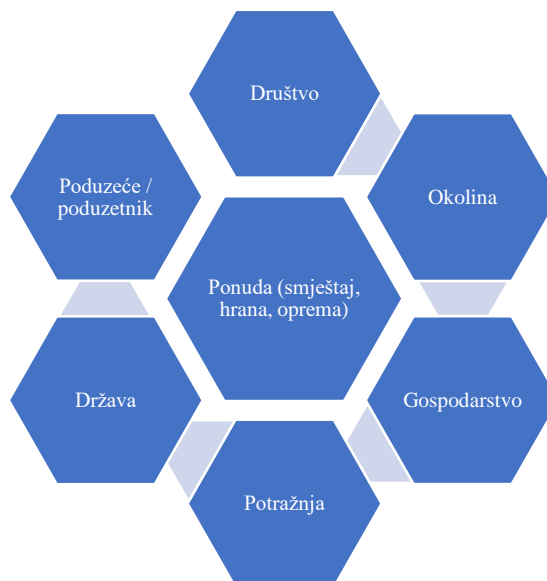 Društvo
Poduzeće /
poduzetnik
Okolina
Ponuda (smještaj,
hrana, oprema)
Država
Gospodarstvo
Potražnja